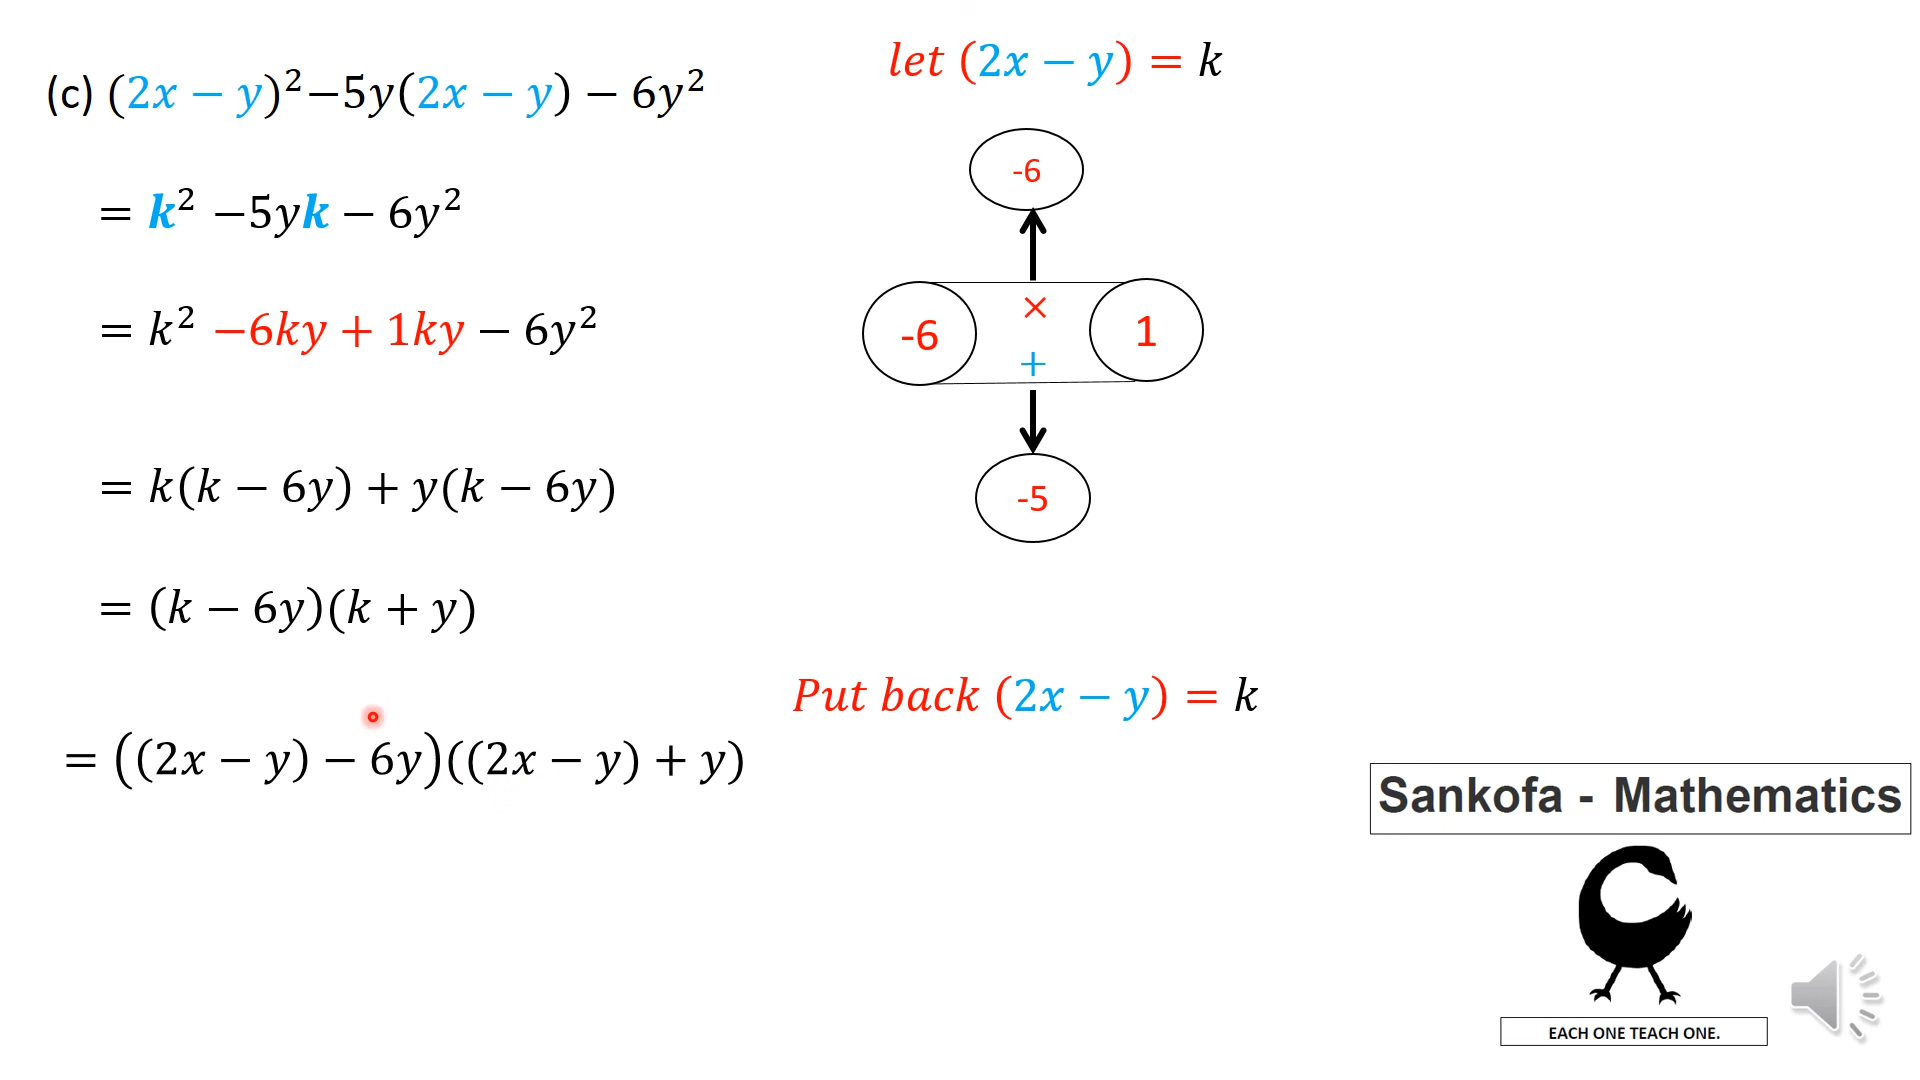 let (2x − y) = k
(c) (2x − y)²−5y(2x − y) − 6y²
= k² −5yk − 6y²
= k² −6ky + 1ky − 6y²
= k(k − 6y) + y(k − 6y)
= (k − 6y)(k + y)
-6
-6 × 1
+
-5
Put back (2x − y) = k
= ((2x − y) − 6y)((2x − y) + y)
Sankofa - Mathematics
EACH ONE TEACH ONE.